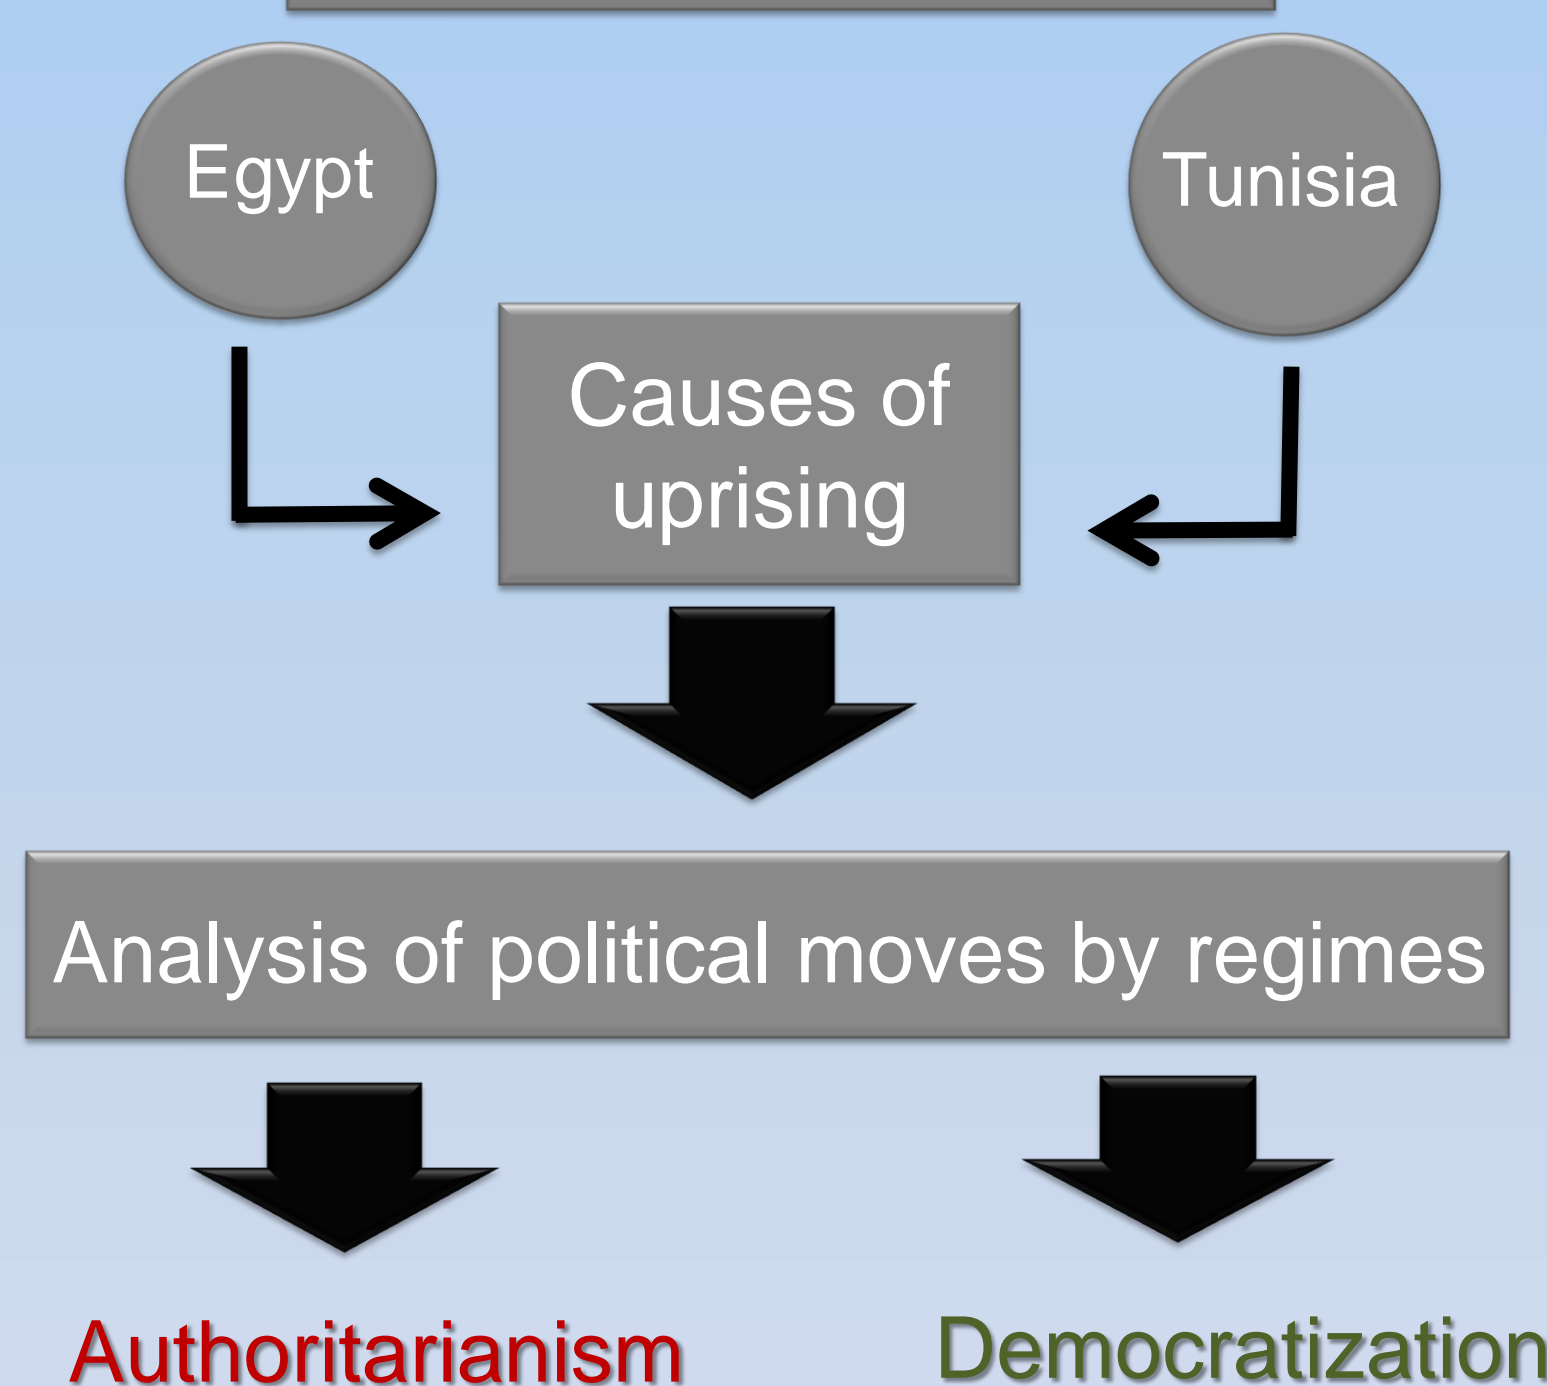 Egypt
Tunisia
Causes of
uprising
Analysis of political moves by regimes
Authoritarianism
Democratization